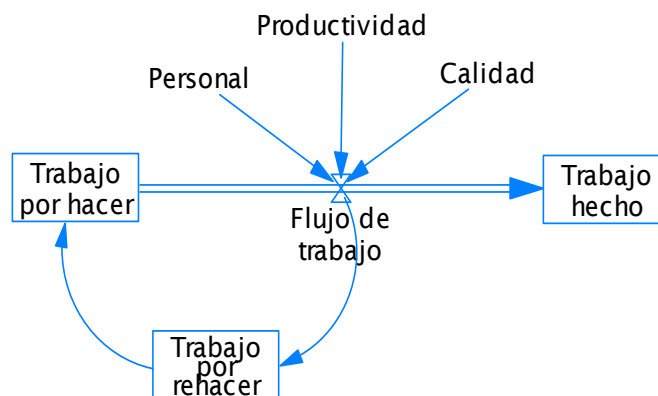 Productividad
Personal
Calidad
Trabajo
por hacer
Trabajo
hecho
Flujo de
trabajo
Trabajo
por
rehacer